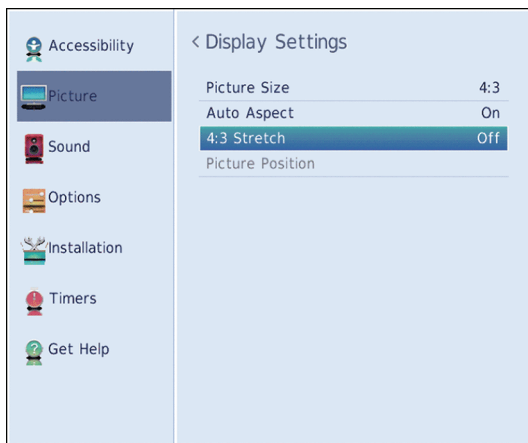 Accessibility
Picture
Sound
Options
Installation
Timers
Get Help
< Display Settings
Picture Size 4:3
Auto Aspect On
4:3 Stretch Off
Picture Position